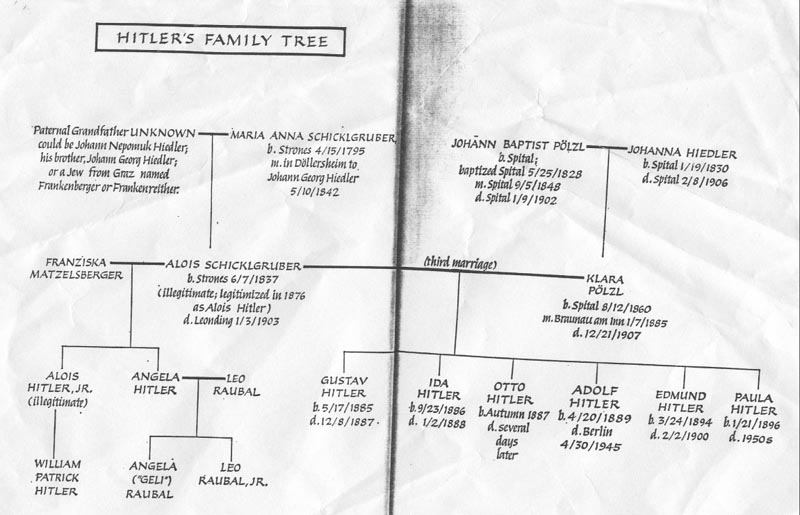 HITLER'S FAMILY TREE
Paternal Grandfather UNKNOWN
could be Johann Nepomuk Hiedler;
his brother, Johann Georg Hiedler;
or a Jew from Graz named
Frankenberger or Frankenreither.
MARIA ANNA SCHICKLGRUBER
b. Strones 4/15/1795
m. in Döllersheim to
Johann Georg Hiedler
5/10/1842
JOHANN BAPTIST PÖLZL
b. Spital;
baptized Spital 5/25/1828
m. Spital 9/5/1848
d. Spital 1/9/1902
JOHANNA HIEDLER
b. Spital 1/19/1830
d. Spital 2/8/1906
FRANZISKA
MATZELSBERGER
ALOIS SCHICKLGRUBER
b. Strones 6/7/1837
(illegitimate; legitimized in 1876
as Alois Hitler)
d. Leonding 1/3/1903
(third marriage)
KLARA
PÖLZL
b. Spital 8/12/1860
m. Braunau am Inn 1/7/1885
d. 12/21/1907
ALOIS
HITLER, JR.
(illegitimate)
ANGELA
HITLER
LEO
RAUBAL
GUSTAV
HITLER
b. 5/17/1885
d. 12/8/1887
IDA
HITLER
b. 9/23/1886
d. 1/2/1888
OTTO
HITLER
b. Autumn 1887
d. several
days
later
ADOLF
HITLER
b. 4/20/1889
d. Berlin
4/30/1945
EDMUND
HITLER
b. 3/24/1894
d. 2/2/1900
PAULA
HITLER
b. 1/21/1896
d. 1950s
WILLIAM
PATRICK
HITLER
ANGELA
("GELI")
RAUBAL
LEO
RAUBAL, JR.